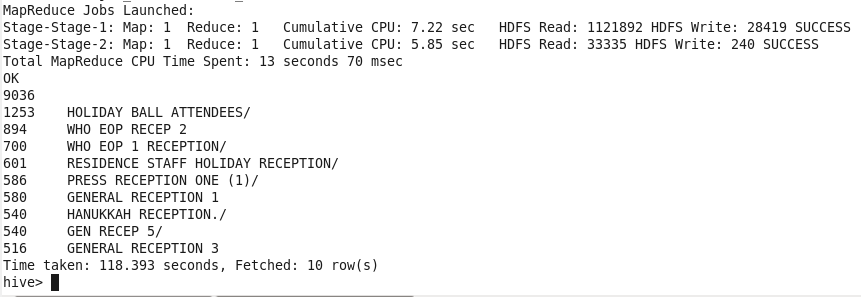 MapReduce Jobs Launched:
Stage-Stage-1: Map: 1  Reduce: 1   Cumulative CPU: 7.22 sec   HDFS Read: 1121892 HDFS Write: 28419 SUCCESS
Stage-Stage-2: Map: 1  Reduce: 1   Cumulative CPU: 5.85 sec   HDFS Read: 33335 HDFS Write: 240 SUCCESS
Total MapReduce CPU Time Spent: 13 seconds 70 msec
OK
9036
1253    HOLIDAY BALL ATTENDEES/
894     WHO EOP RECEP 2
700     WHO EOP 1 RECEPTION/
601     RESIDENCE STAFF HOLIDAY RECEPTION/
586     PRESS RECEPTION ONE (1)/
580     GENERAL RECEPTION 1
540     HANUKKAH RECEPTION./
540     GEN RECEP 5/
516     GENERAL RECEPTION 3
Time taken: 118.393 seconds, Fetched: 10 row(s)
hive>